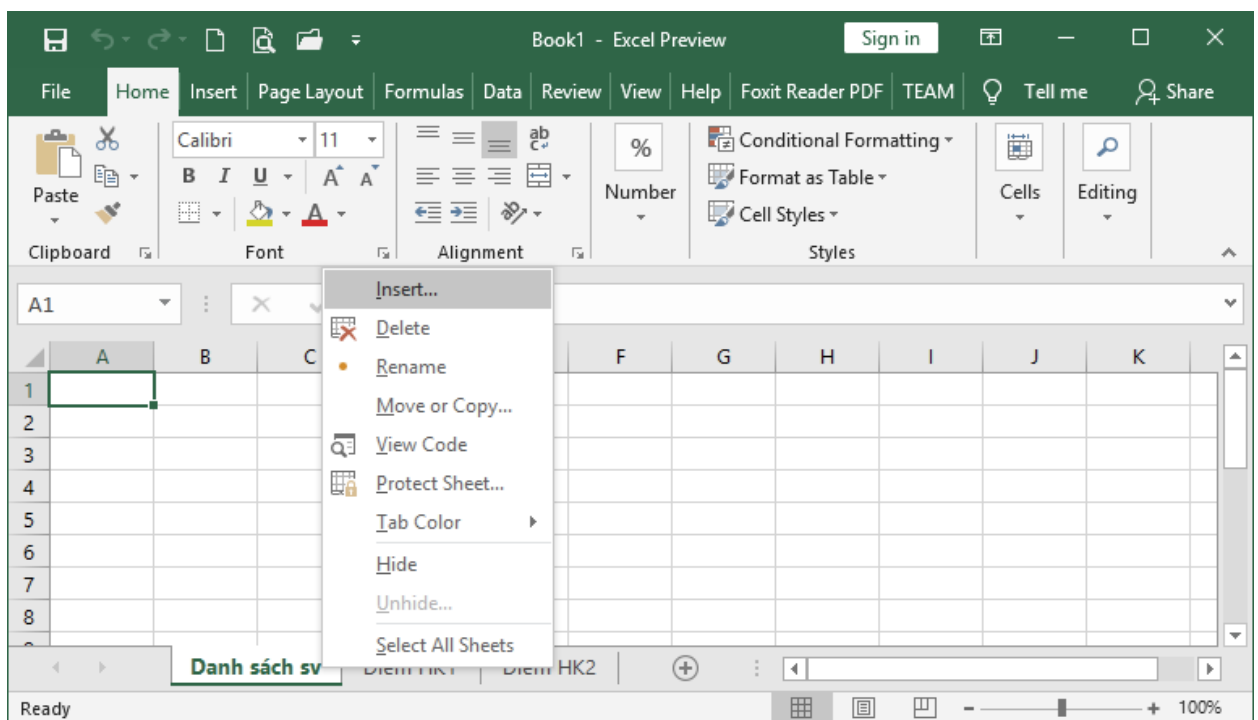 Book1 - Excel Preview Sign in
File Home Insert Page Layout Formulas Data Review View Help Foxit Reader PDF TEAM Tell me Share
Calibri 11 ab % Conditional Formatting
Paste B I U A A Number Format as Table Cells Editing
A Cell Styles
Clipboard Font Alignment Styles
A1
Insert...
Delete
Rename
Move or Copy...
View Code
Protect Sheet...
Tab Color
Hide
Unhide...
Select All Sheets
A B C F G H I J K
1
2
3
4
5
6
7
8
Danh sách sv Điểm HK1 Điểm HK2
Ready 100%